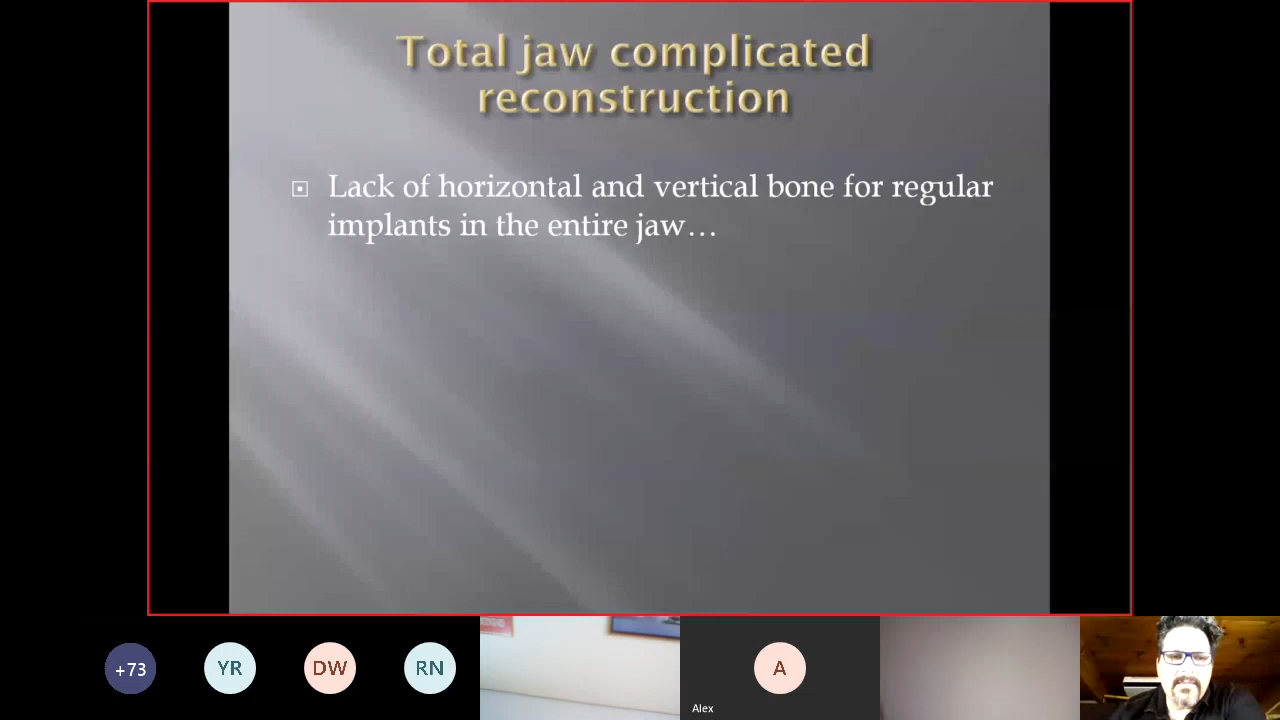 Total jaw complicated
reconstruction
Lack of horizontal and vertical bone for regular
implants in the entire jaw…
+73
YR
DW
RN
A
Alex